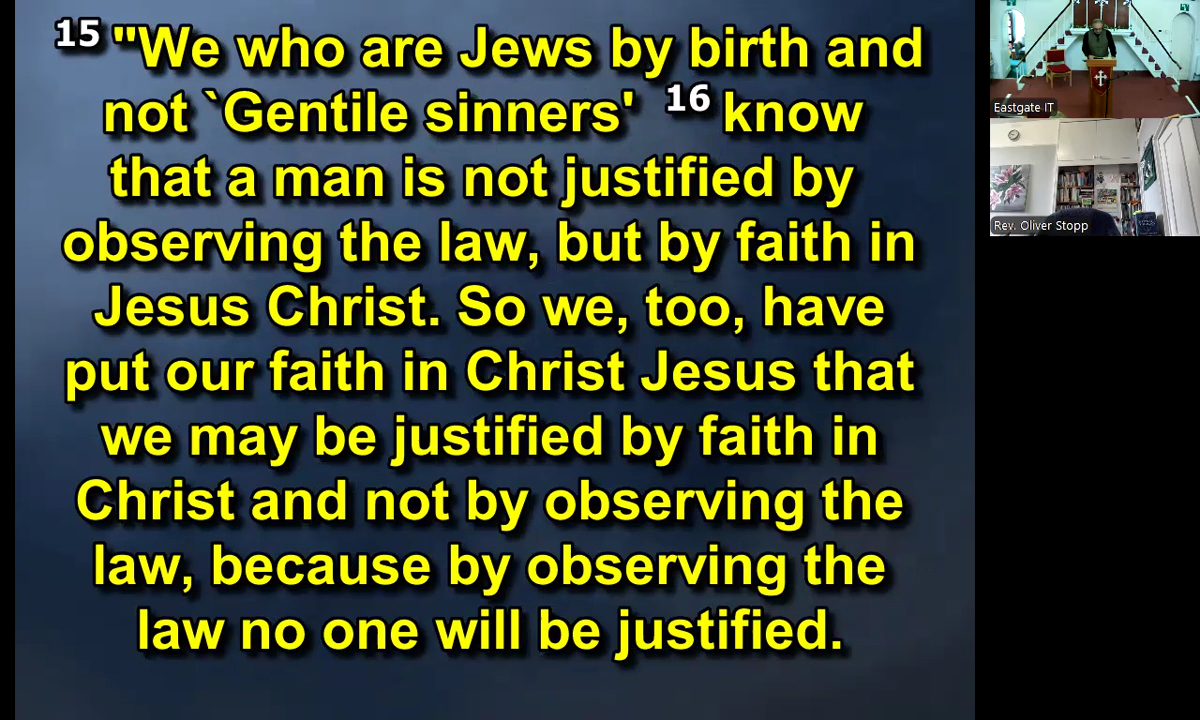 15 "We who are Jews by birth and
not `Gentile sinners' 16 know
that a man is not justified by
observing the law, but by faith in
Jesus Christ. So we, too, have
put our faith in Christ Jesus that
we may be justified by faith in
Christ and not by observing the
law, because by observing the
law no one will be justified.
Eastgate IT
Rev. Oliver Stopp